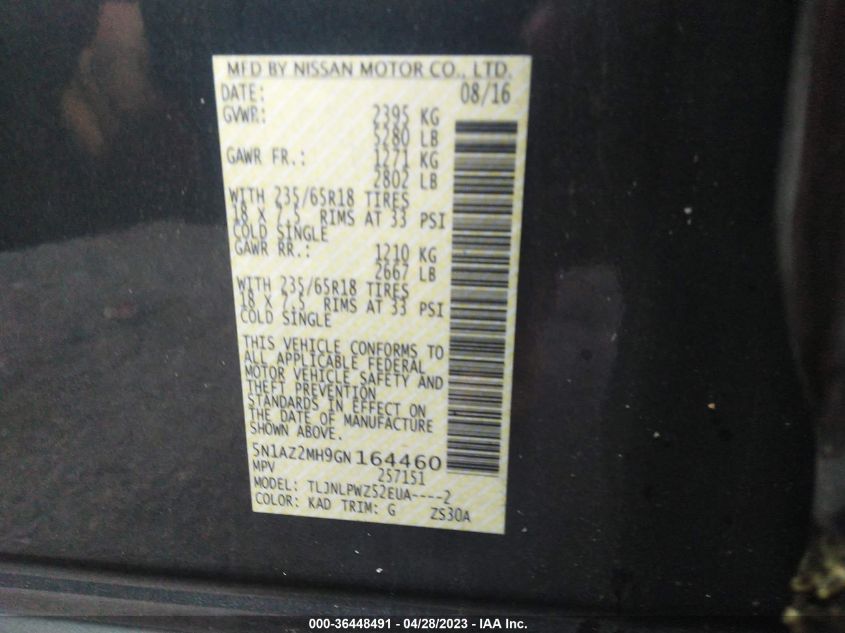 MFD BY NISSAN MOTOR CO., LTD.
DATE: 08/16
GVWR: 2395 KG
5280 LB
GAWR FR.: 1271 KG
2802 LB
WITH 235/65R18 TIRES
18 X 7.5 RIMS AT 33 PSI
COLD SINGLE
GAWR RR.: 1210 KG
2667 LB
WITH 235/65R18 TIRES
18 X 7.5 RIMS AT 33 PSI
COLD SINGLE
THIS VEHICLE CONFORMS TO
ALL APPLICABLE FEDERAL
MOTOR VEHICLE SAFETY AND
THEFT PREVENTION
STANDARDS IN EFFECT ON
THE DATE OF MANUFACTURE
SHOWN ABOVE.
5N1AZ2MH9GN164460
MPV 257151
MODEL: TLJNLPWZ52EUA----2
COLOR: KAD TRIM: G ZS30A
000-36448491 - 04/28/2023 - IAA Inc.